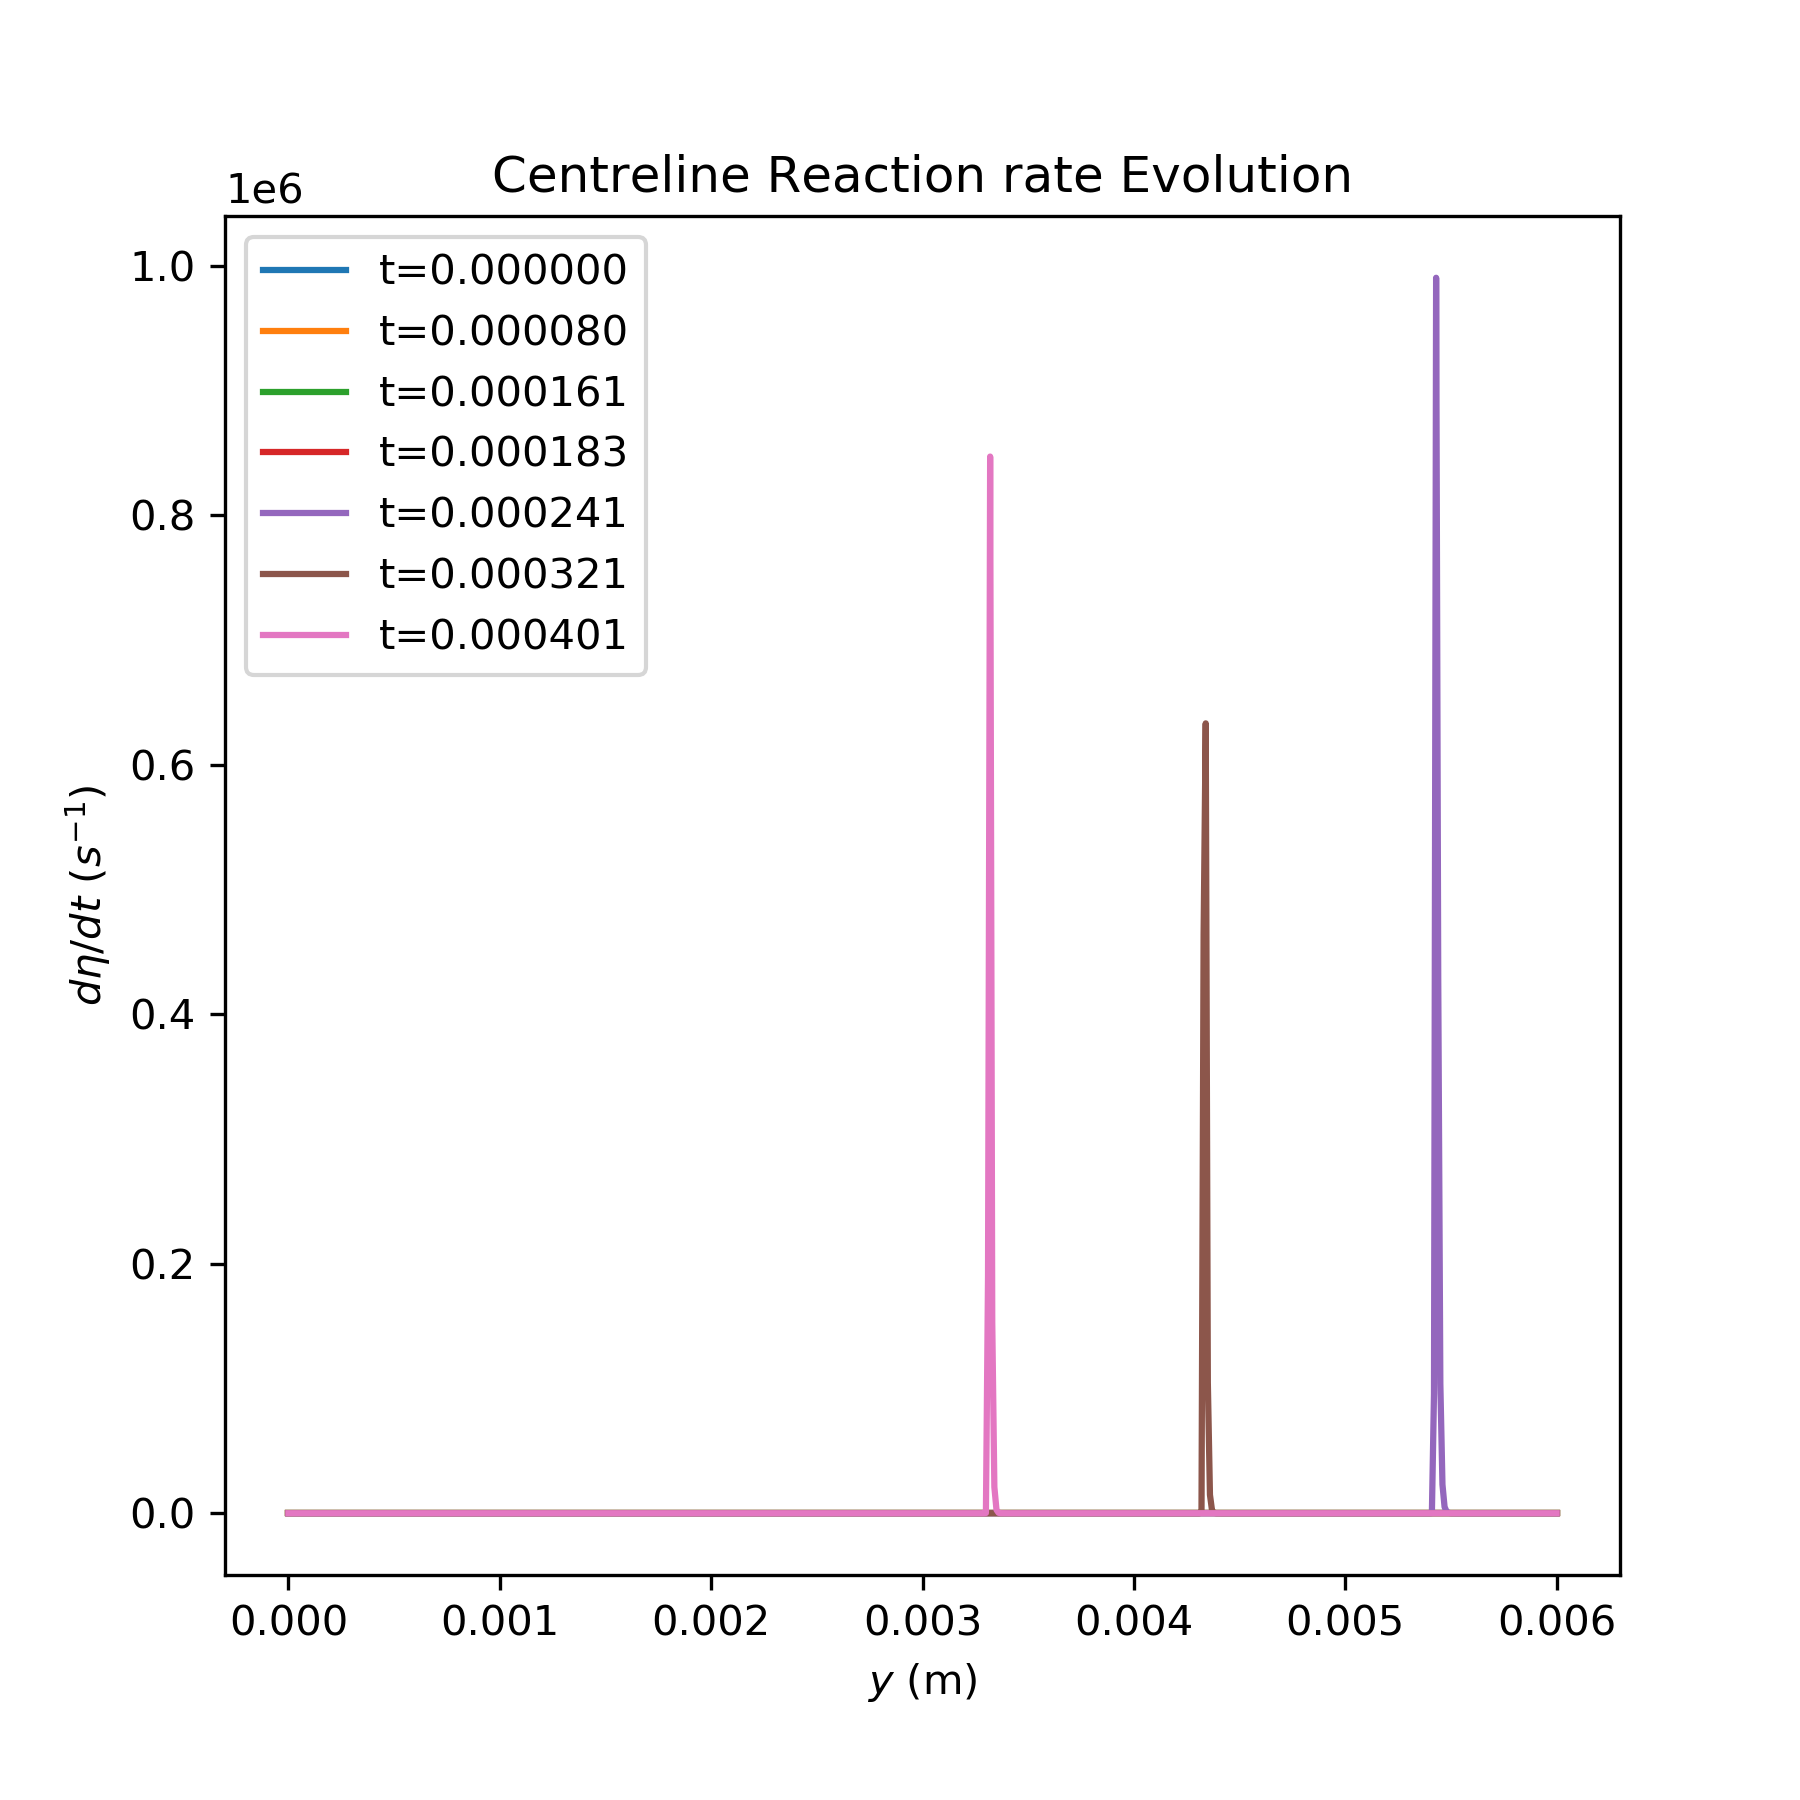 Centreline Reaction rate Evolution
1e6
t=0.000000
t=0.000080
t=0.000161
t=0.000183
t=0.000241
t=0.000321
t=0.000401
1.0
0.8
0.6
0.4
0.2
0.0
dη/dt (s⁻¹)
0.000 0.001 0.002 0.003 0.004 0.005 0.006
y (m)